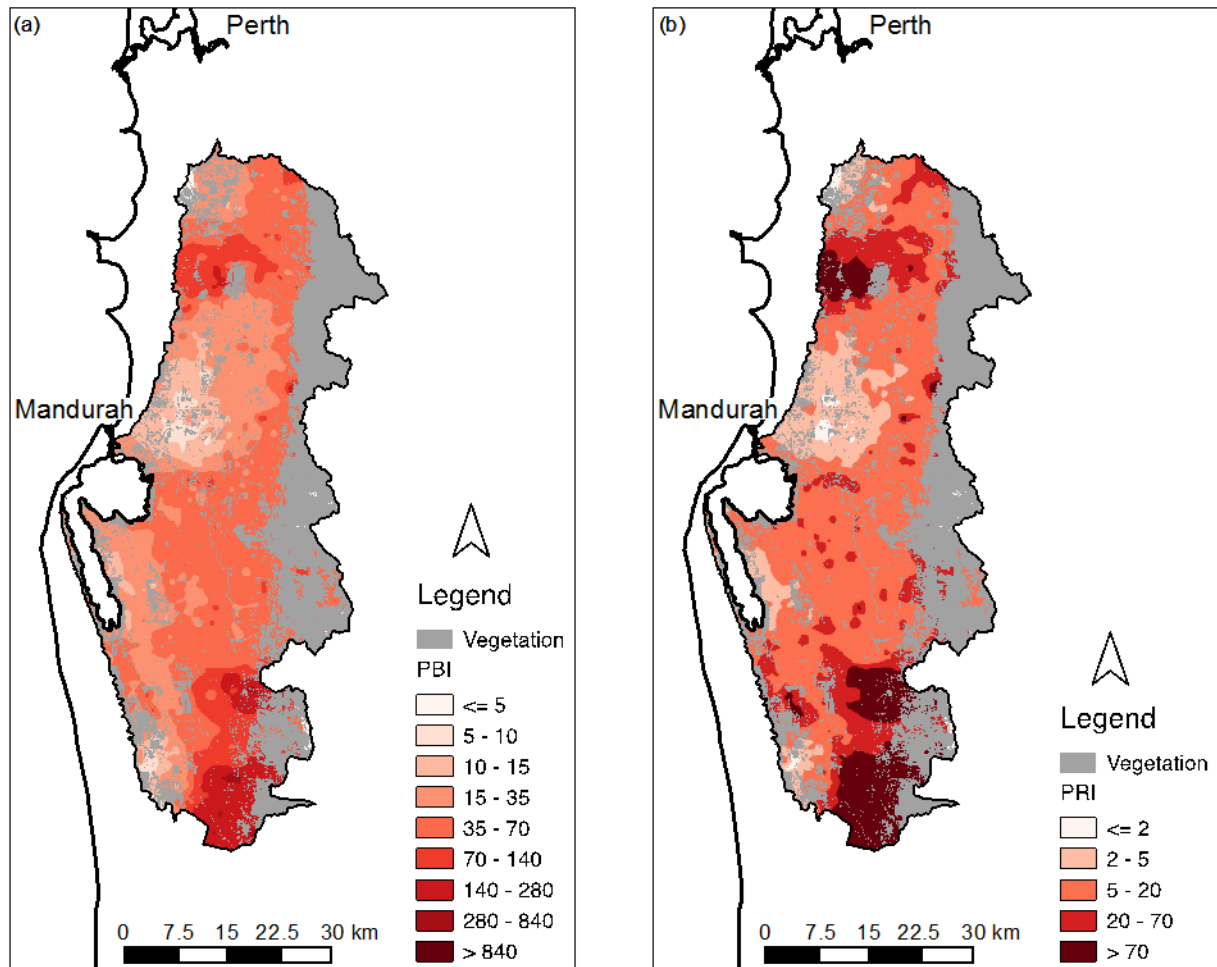 (a)
Perth
Mandurah
Legend
Vegetation
PBI
<= 5
5 - 10
10 - 15
15 - 35
35 - 70
70 - 140
140 - 280
280 - 840
> 840
0 7.5 15 22.5 30 km
(b)
Perth
Mandurah
Legend
Vegetation
PRI
<= 2
2 - 5
5 - 20
20 - 70
> 70
0 7.5 15 22.5 30 km